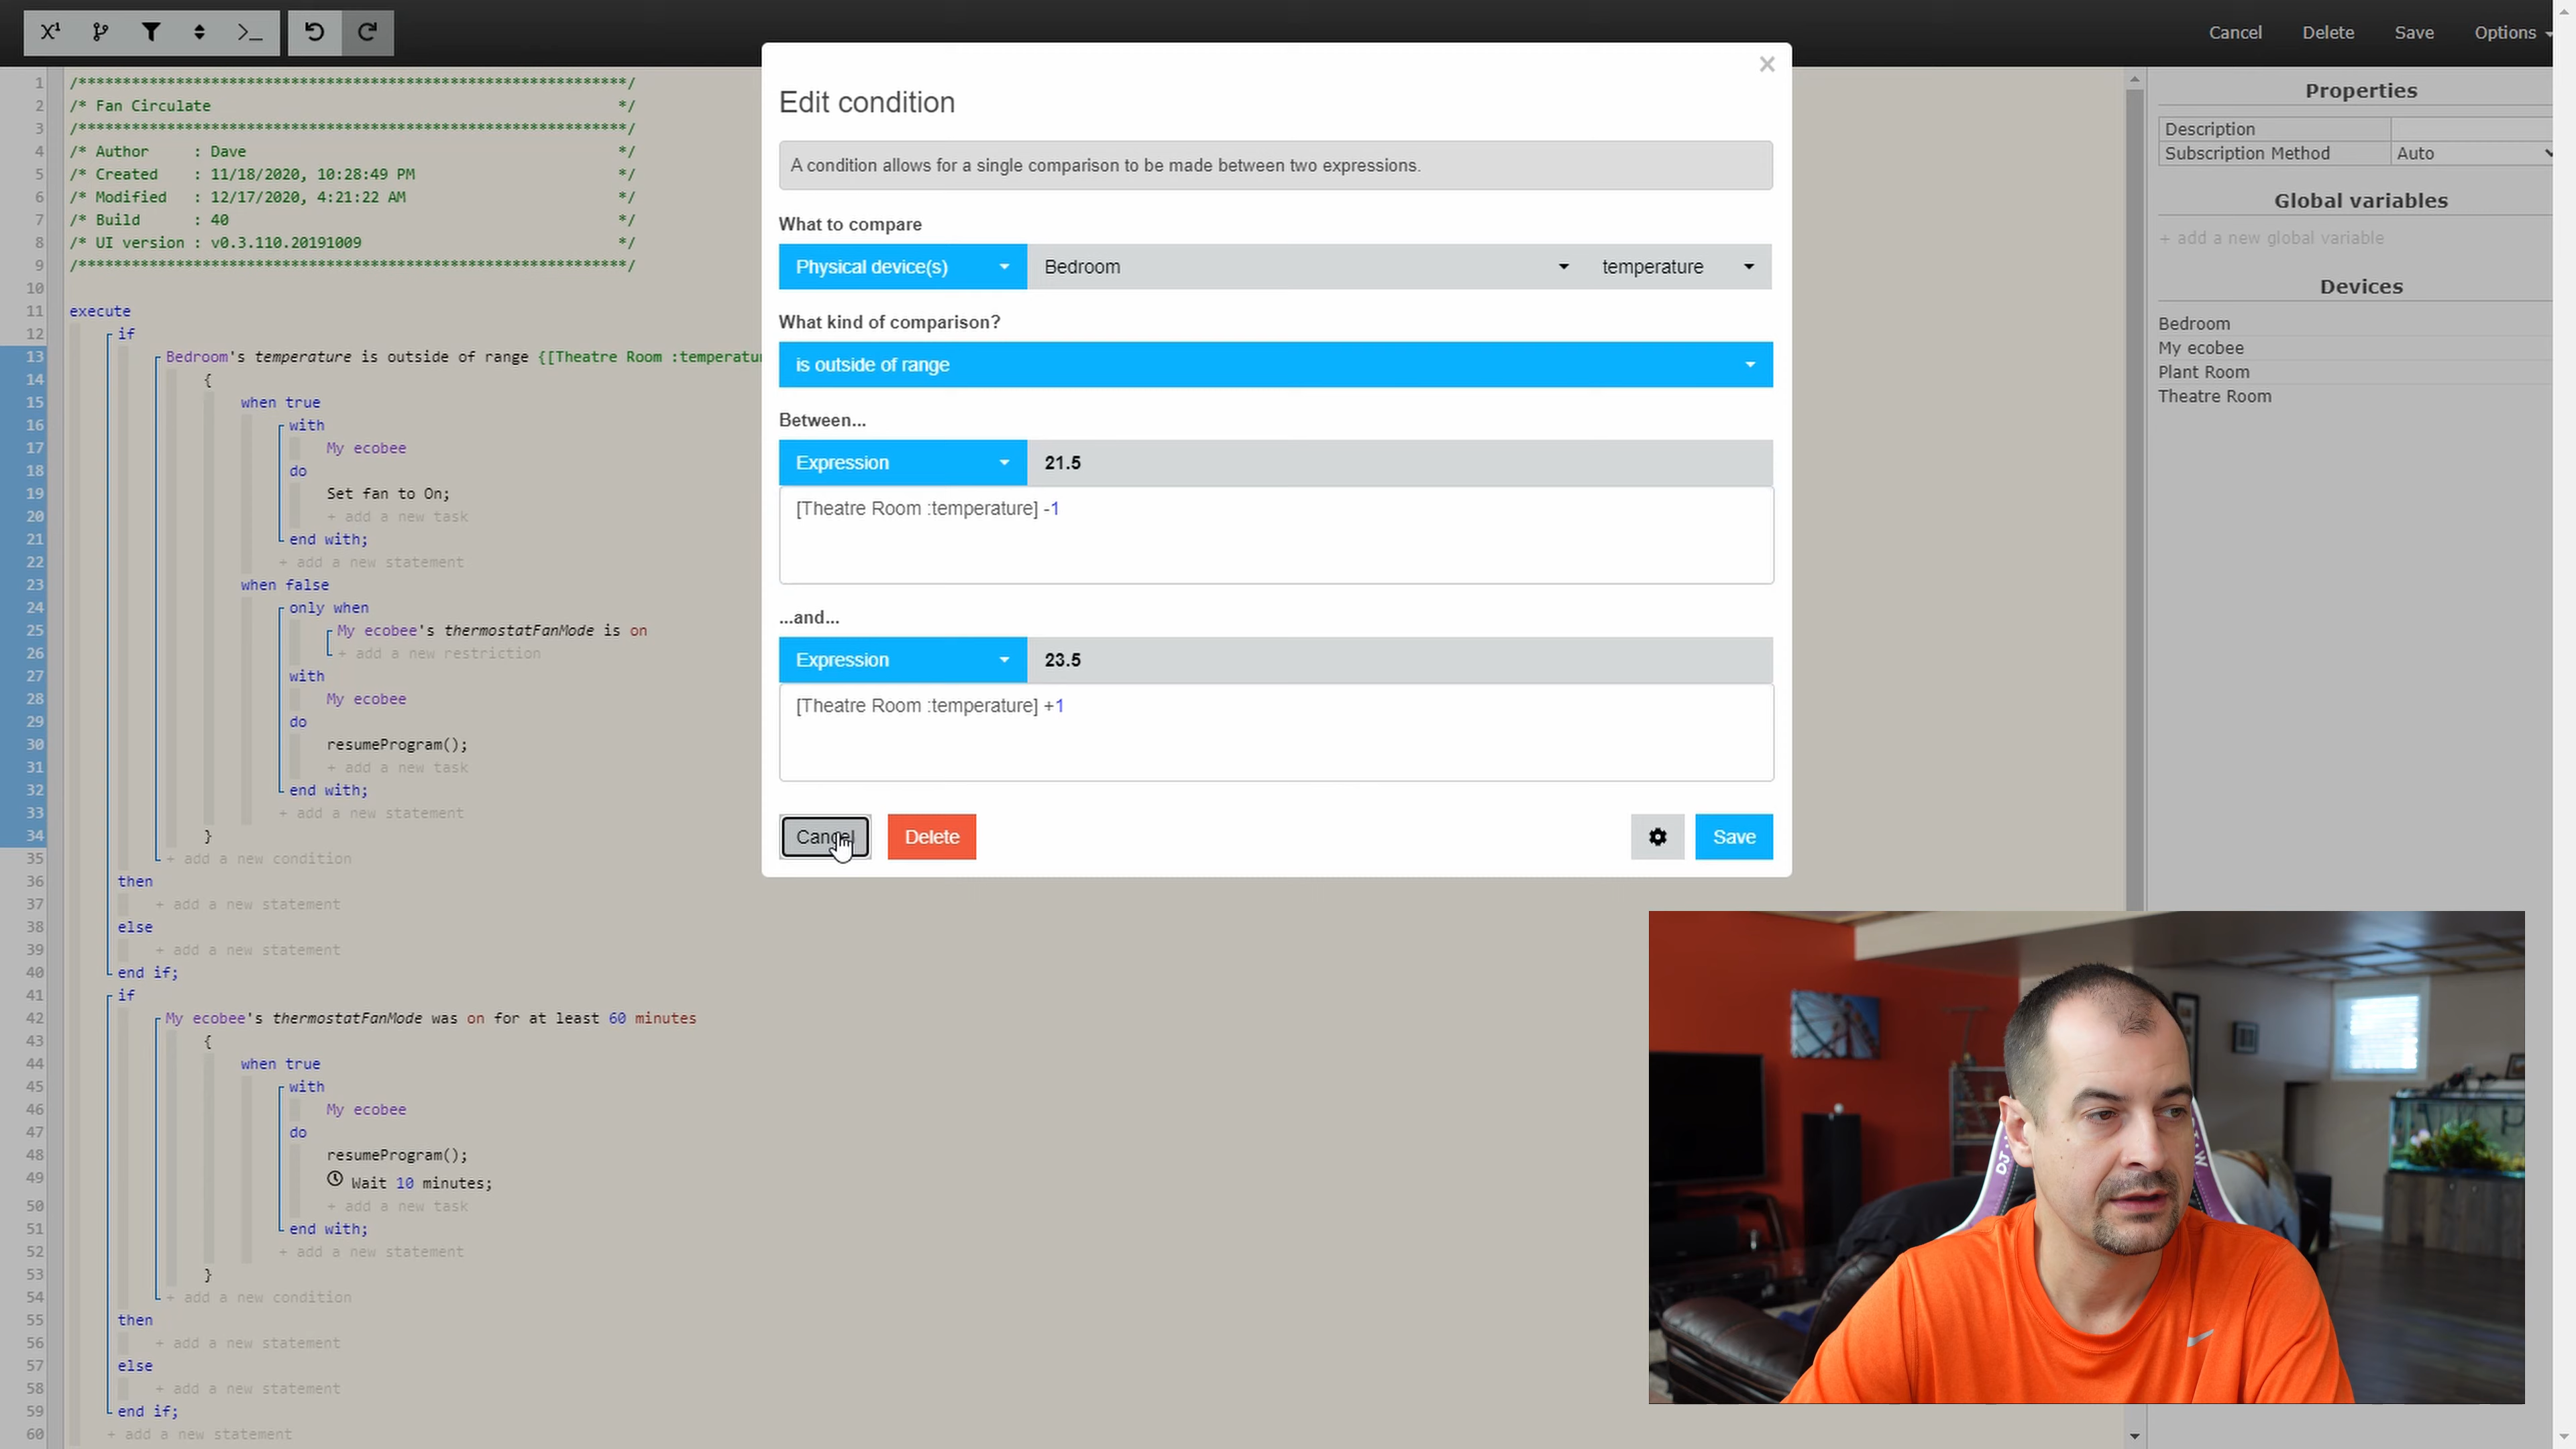 X¹
Cancel Delete Save Options
1 /***************************************************************/
2 /* Fan Circulate */
3 /***************************************************************/
4 /* Author : Dave */
5 /* Created : 11/18/2020, 10:28:49 PM */
6 /* Modified : 12/17/2020, 4:21:22 AM */
7 /* Build : 40 */
8 /* UI version : v0.3.110.20191009 */
9 /***************************************************************/
10
11 execute
12 if
13 Bedroom's temperature is outside of range {[Theatre Room :temperatu
14 {
15 when true
16 with
17 My ecobee
18 do
19 Set fan to On;
20 + add a new task
21 end with;
22 + add a new statement
23 when false
24 only when
25 My ecobee's thermostatFanMode is on
26 + add a new restriction
27 with
28 My ecobee
29 do
30 resumeProgram();
31 + add a new task
32 end with;
33 + add a new statement
34 }
35 + add a new condition
36 then
37 + add a new statement
38 else
39 + add a new statement
40 end if;
41 if
42 My ecobee's thermostatFanMode was on for at least 60 minutes
43 {
44 when true
45 with
46 My ecobee
47 do
48 resumeProgram();
49 Wait 10 minutes;
50 + add a new task
51 end with;
52 + add a new statement
53 }
54 + add a new condition
55 then
56 + add a new statement
57 else
58 + add a new statement
59 end if;
60 + add a new statement
×
Edit condition
A condition allows for a single comparison to be made between two expressions.
What to compare
Physical device(s) Bedroom temperature
What kind of comparison?
is outside of range
Between...
Expression 21.5
[Theatre Room :temperature] -1
...and...
Expression 23.5
[Theatre Room :temperature] +1
Cancel Delete Save
Properties
Description
Subscription Method Auto
Global variables
+ add a new global variable
Devices
Bedroom
My ecobee
Plant Room
Theatre Room